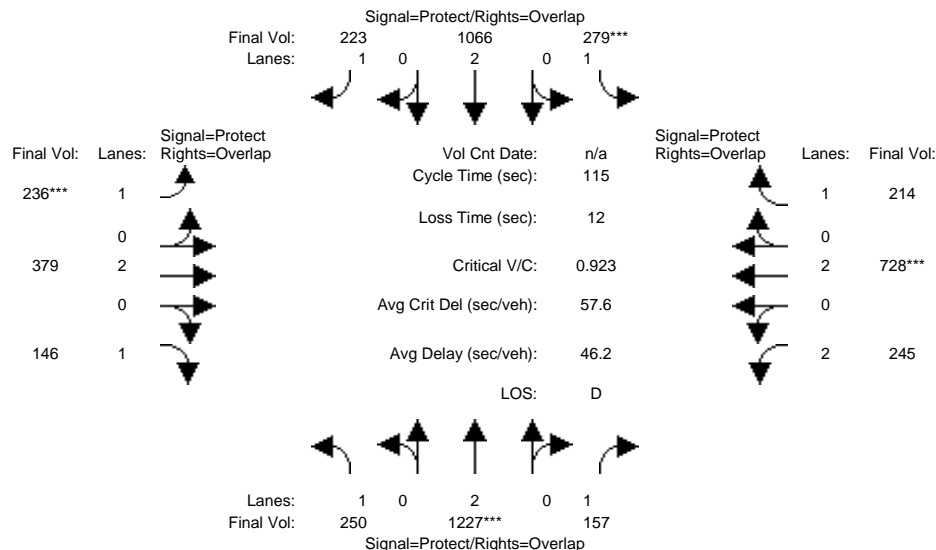 Signal=Protect/Rights=Overlap
Final Vol: 223 1066 279***
Lanes: 1 0 2 0 1
Signal=Protect Signal=Protect
Final Vol: Lanes: Rights=Overlap Vol Cnt Date: n/a Rights=Overlap Lanes: Final Vol:
Cycle Time (sec): 115
236*** 1 1 214
Loss Time (sec): 12
0 0
379 2 Critical V/C: 0.923 2 728***
0 Avg Crit Del (sec/veh): 57.6 0
146 1 Avg Delay (sec/veh): 46.2 2 245
LOS: D
Lanes: 1 0 2 0 1
Final Vol: 250 1227*** 157
Signal=Protect/Rights=Overlap